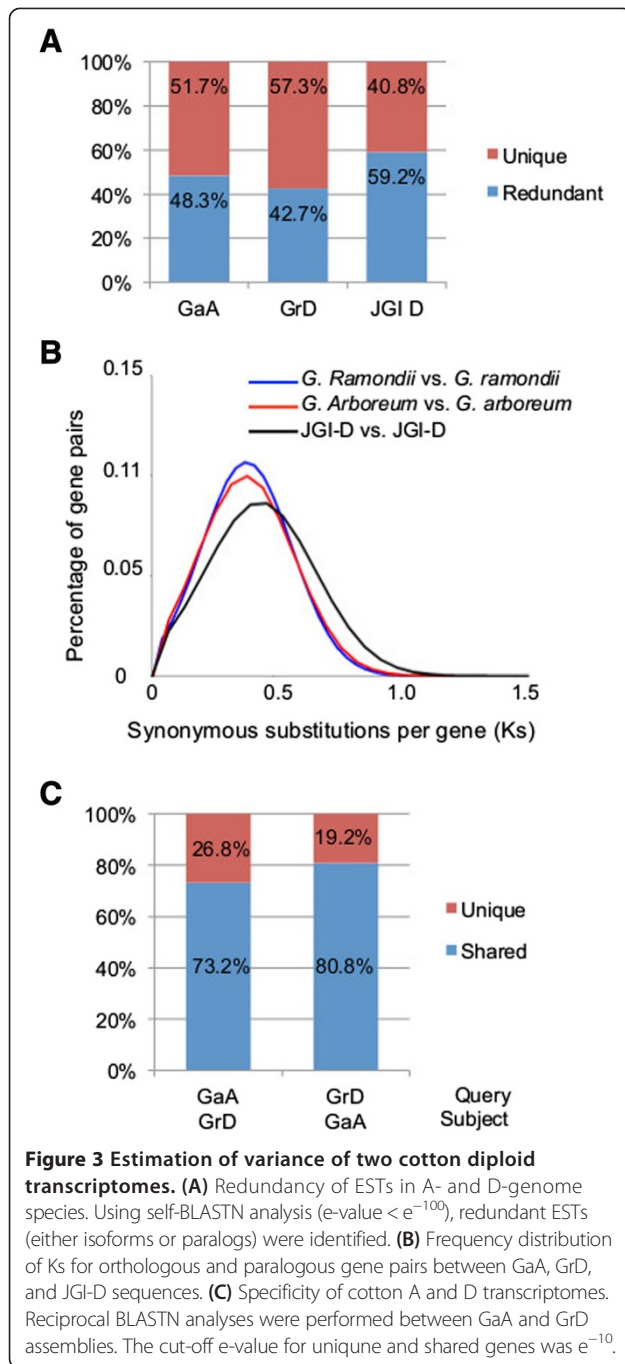 A
100%
80%
60%
40%
20%
0%
51.7% 57.3% 40.8%
48.3% 42.7% 59.2%
GaA GrD JGI D
Unique
Redundant
B
0.15
0.11
0.05
0
Percentage of gene pairs
G. Ramondii vs. G. ramondii
G. Arboreum vs. G. arboreum
JGI-D vs. JGI-D
0 0.5 1.0 1.5
Synonymous substitutions per gene (Ks)
C
100%
80%
60%
40%
20%
0%
26.8% 19.2%
73.2% 80.8%
Unique
Shared
GaA GrD Query
GrD GaA Subject
Figure 3 Estimation of variance of two cotton diploid
transcriptomes. (A) Redundancy of ESTs in A- and D-genome
species. Using self-BLASTN analysis (e-value < e⁻¹⁰⁰), redundant ESTs
(either isoforms or paralogs) were identified. (B) Frequency distribution
of Ks for orthologous and paralogous gene pairs between GaA, GrD,
and JGI-D sequences. (C) Specificity of cotton A and D transcriptomes.
Reciprocal BLASTN analyses were performed between GaA and GrD
assemblies. The cut-off e-value for uniqune and shared genes was e⁻¹⁰.